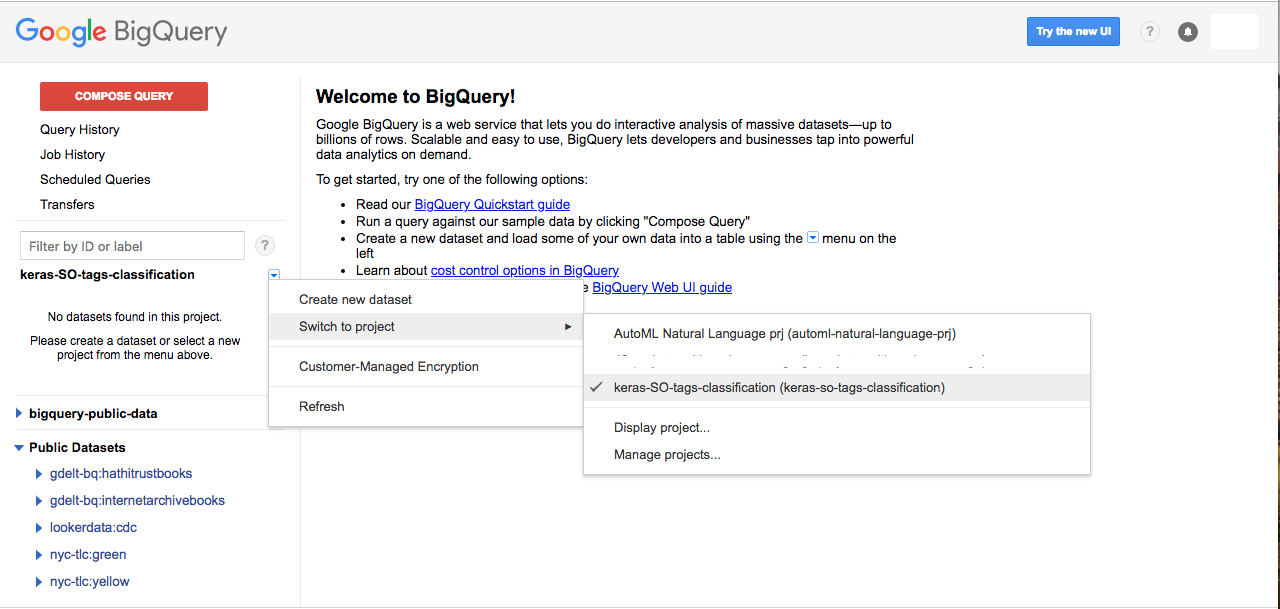 Google BigQuery
Try the new UI
?
COMPOSE QUERY
Query History
Job History
Scheduled Queries
Transfers
Filter by ID or label
?
keras-SO-tags-classification
No datasets found in this project.
Please create a dataset or select a new
project from the menu above.
bigquery-public-data
Public Datasets
gdelt-bq:hathitrustbooks
gdelt-bq:internetarchivebooks
lookerdata:cdc
nyc-tlc:green
nyc-tlc:yellow
Welcome to BigQuery!
Google BigQuery is a web service that lets you do interactive analysis of massive datasets—up to
billions of rows. Scalable and easy to use, BigQuery lets developers and businesses tap into powerful
data analytics on demand.
To get started, try one of the following options:
• Read our BigQuery Quickstart guide
• Run a query against our sample data by clicking "Compose Query"
• Create a new dataset and load some of your own data into a table using the menu on the
left
• Learn about cost control options in BigQuery
BigQuery Web UI guide
Create new dataset
Switch to project
Customer-Managed Encryption
Refresh
AutoML Natural Language prj (automl-natural-language-prj)
keras-SO-tags-classification (keras-so-tags-classification)
Display project...
Manage projects...